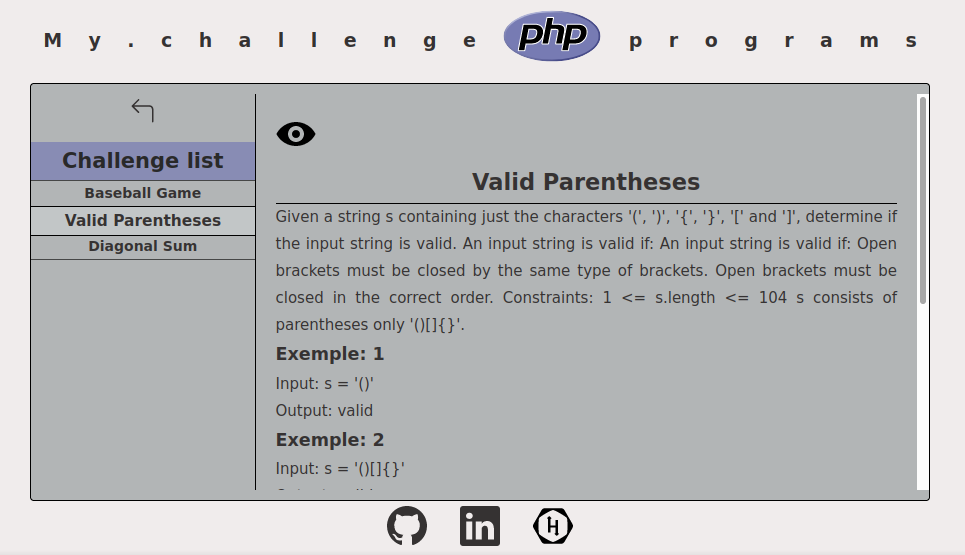 My.challenge php programs
Challenge list
Baseball Game
Valid Parentheses
Diagonal Sum
Valid Parentheses
Given a string s containing just the characters '(', ')', '{', '}', '[' and ']', determine if
the input string is valid. An input string is valid if: An input string is valid if: Open
brackets must be closed by the same type of brackets. Open brackets must be
closed in the correct order. Constraints: 1 <= s.length <= 104 s consists of
parentheses only '()[]{}'.
Exemple: 1
Input: s = '()'
Output: valid
Exemple: 2
Input: s = '()[]{}'
in
H